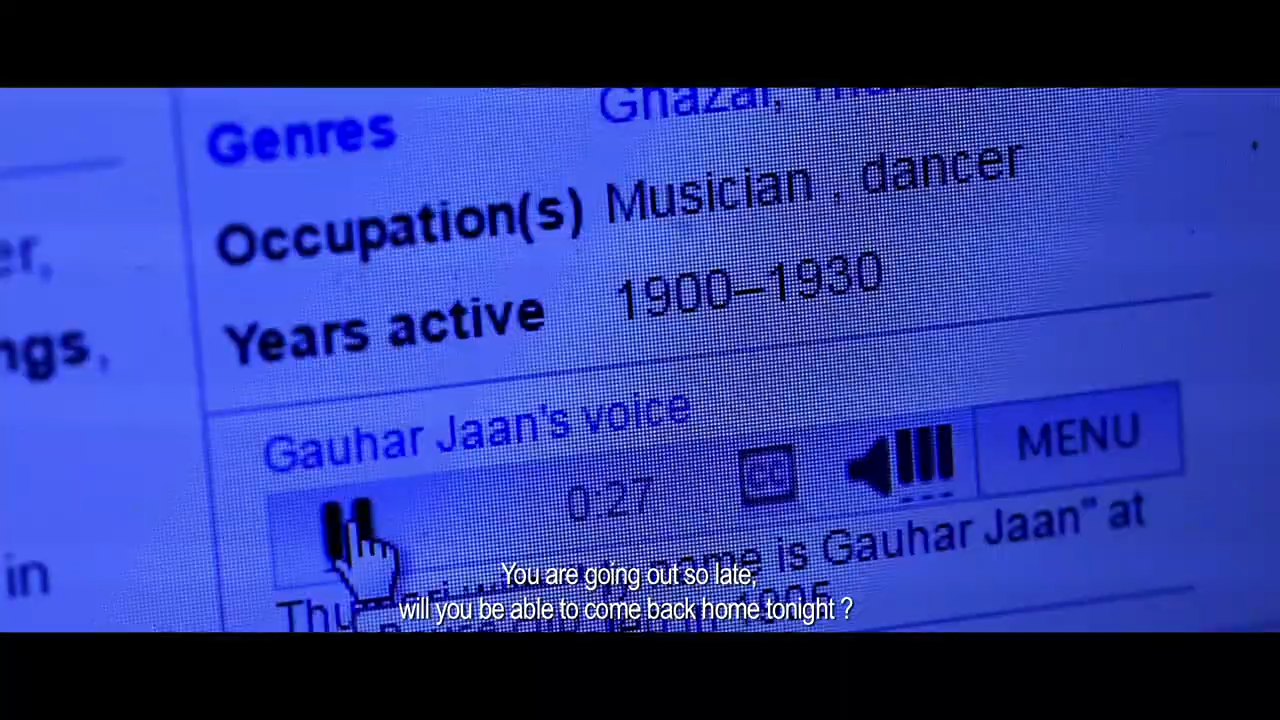 Genres Ghazal,
Occupation(s) Musician , dancer
er,
Years active 1900–1930
ngs,
Gauhar Jaan's voice
0:27 CC MENU
is Gauhar Jaan" at
in
You are going out so late,
will you be able to come back home tonight ?